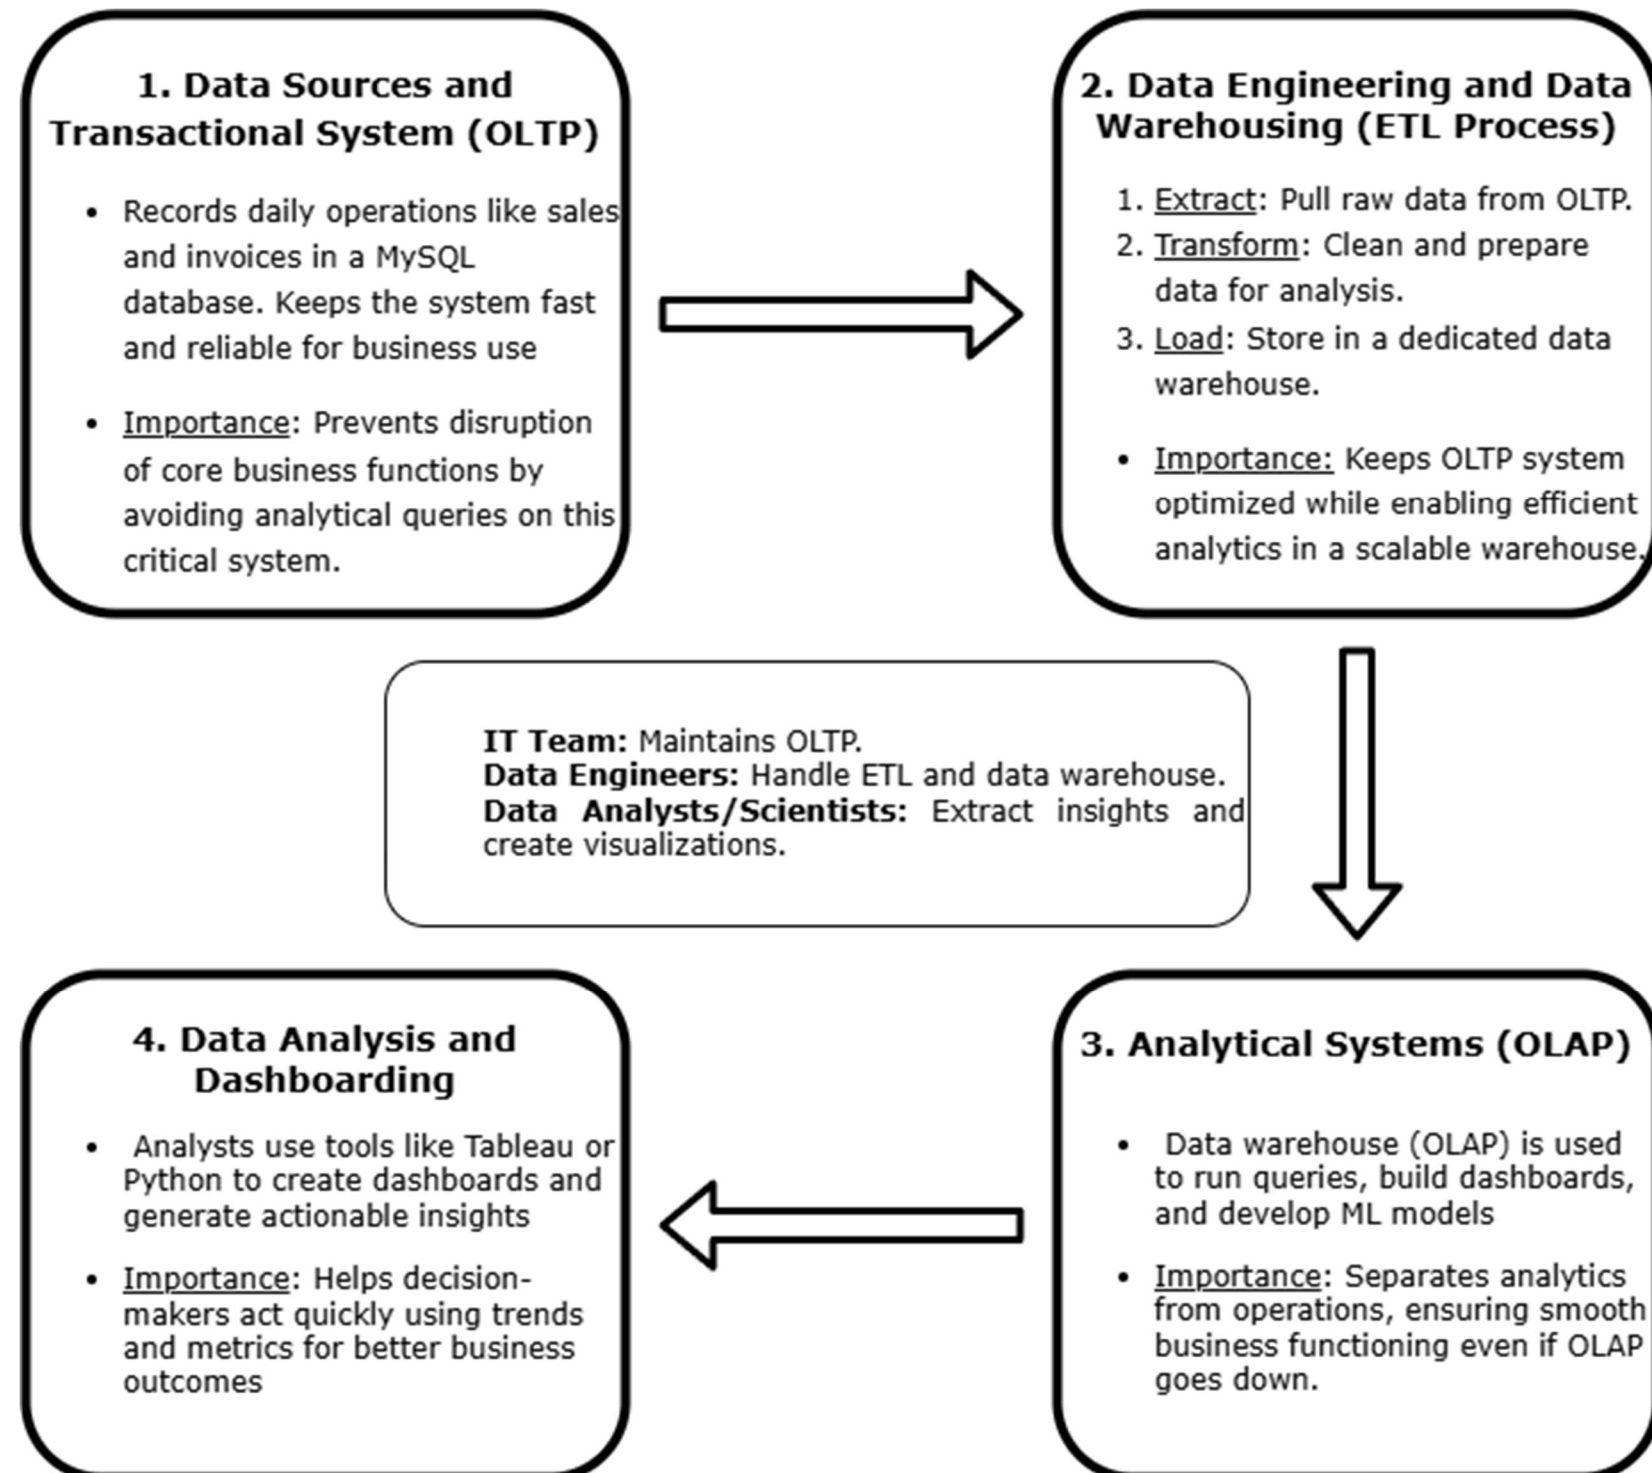 1. Data Sources and
Transactional System (OLTP)
• Records daily operations like sales
and invoices in a MySQL
database. Keeps the system fast
and reliable for business use
• Importance: Prevents disruption
of core business functions by
avoiding analytical queries on this
critical system.
2. Data Engineering and Data
Warehousing (ETL Process)
1. Extract: Pull raw data from OLTP.
2. Transform: Clean and prepare
data for analysis.
3. Load: Store in a dedicated data
warehouse.
• Importance: Keeps OLTP system
optimized while enabling efficient
analytics in a scalable warehouse.
IT Team: Maintains OLTP.
Data Engineers: Handle ETL and data warehouse.
Data Analysts/Scientists: Extract insights and
create visualizations.
3. Analytical Systems (OLAP)
• Data warehouse (OLAP) is used
to run queries, build dashboards,
and develop ML models
• Importance: Separates analytics
from operations, ensuring smooth
business functioning even if OLAP
goes down.
4. Data Analysis and
Dashboarding
• Analysts use tools like Tableau or
Python to create dashboards and
generate actionable insights
• Importance: Helps decision-
makers act quickly using trends
and metrics for better business
outcomes